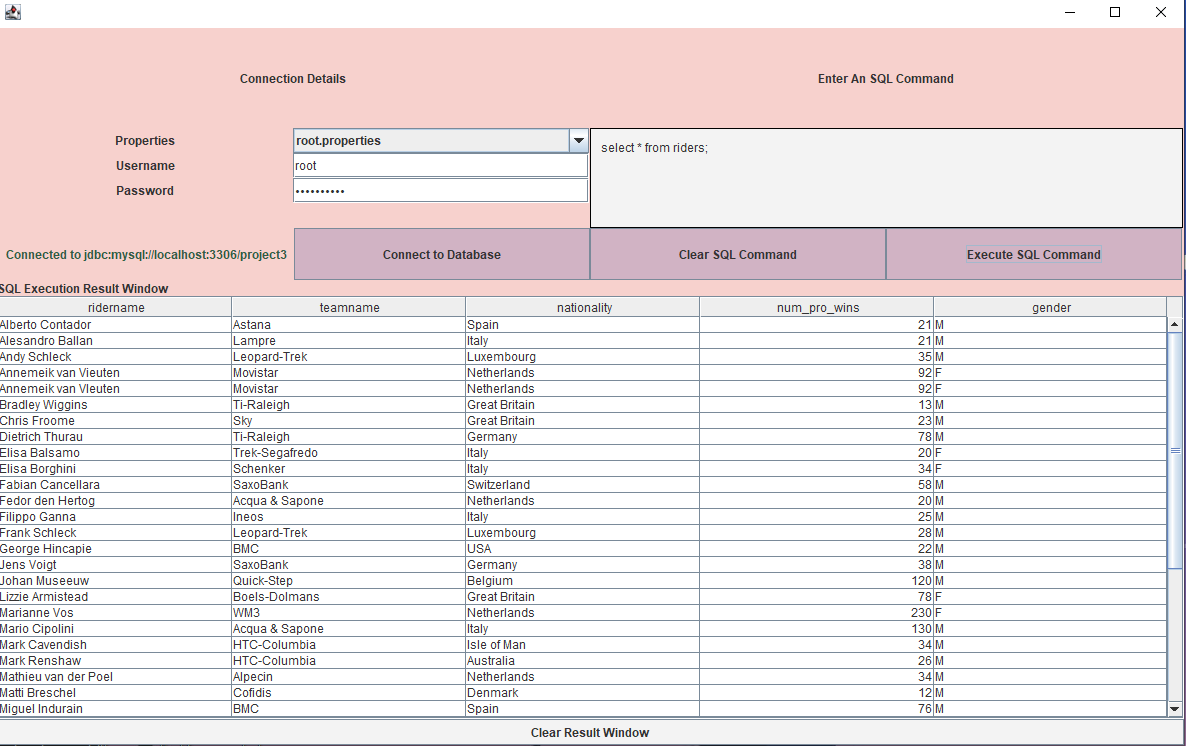 Connection Details
Enter An SQL Command
Properties root.properties
select * from riders;
Username root
Password ••••••••••
Connected to jdbc:mysql://localhost:3306/project3 Connect to Database Clear SQL Command Execute SQL Command
SQL Execution Result Window
ridername teamname nationality num_pro_wins gender
Alberto Contador Astana Spain 21 M
Alesandro Ballan Lampre Italy 21 M
Andy Schleck Leopard-Trek Luxembourg 35 M
Annemeik van Vieuten Movistar Netherlands 92 F
Annemeik van Vleuten Movistar Netherlands 92 F
Bradley Wiggins Ti-Raleigh Great Britain 13 M
Chris Froome Sky Great Britain 23 M
Dietrich Thurau Ti-Raleigh Germany 78 M
Elisa Balsamo Trek-Segafredo Italy 20 F
Elisa Borghini Schenker Italy 34 F
Fabian Cancellara SaxoBank Switzerland 58 M
Fedor den Hertog Acqua & Sapone Netherlands 20 M
Filippo Ganna Ineos Italy 25 M
Frank Schleck Leopard-Trek Luxembourg 28 M
George Hincapie BMC USA 22 M
Jens Voigt SaxoBank Germany 38 M
Johan Museeuw Quick-Step Belgium 120 M
Lizzie Armistead Boels-Dolmans Great Britain 78 F
Marianne Vos WM3 Netherlands 230 F
Mario Cipolini Acqua & Sapone Italy 130 M
Mark Cavendish HTC-Columbia Isle of Man 34 M
Mark Renshaw HTC-Columbia Australia 26 M
Mathieu van der Poel Alpecin Netherlands 34 M
Matti Breschel Cofidis Denmark 12 M
Miguel Indurain BMC Spain 76 M
Clear Result Window